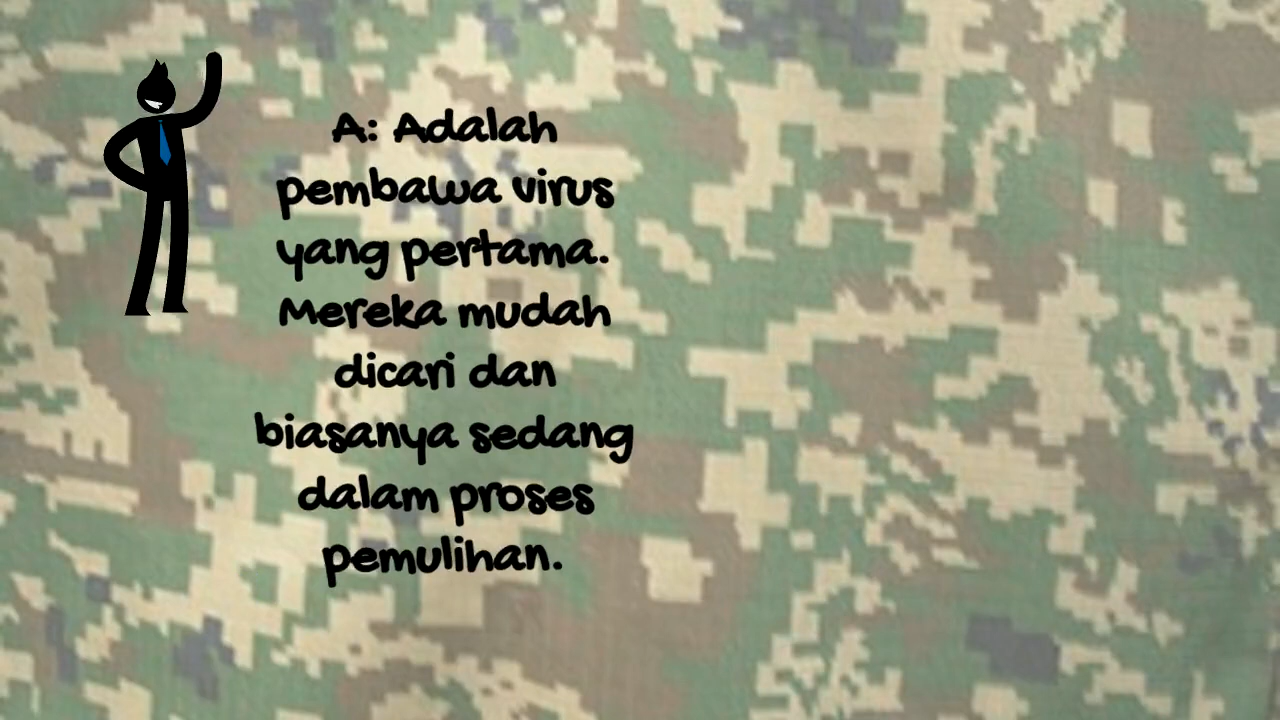 A: Adalah
pembawa virus
yang pertama.
Mereka mudah
dicari dan
biasanya sedang
dalam proses
pemulihan.